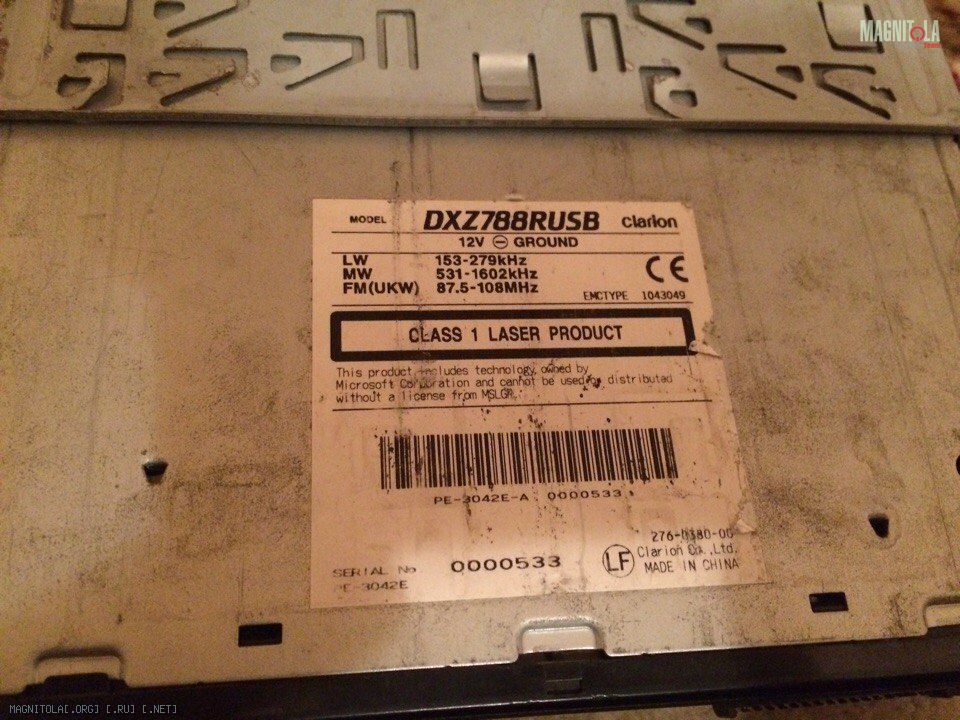 MAGNITOLA
MODEL DXZ788RUSB clarion
12V ⊖ GROUND
LW 153-279kHz
MW 531-1602kHz
FM(UKW) 87.5-108MHz
CE
EMCTYPE 1043049
CLASS 1 LASER PRODUCT
This product includes technology owned by
Microsoft Corporation and cannot be used or distributed
without a license from MSLGP.
PE-3042E-A 0000533
276-0380-00
SERIAL No 0000533
LF Clarion Co.,Ltd.
MADE IN CHINA
PE-3042E
MAGNITOLA[.ORG] [.RU] [.NET]